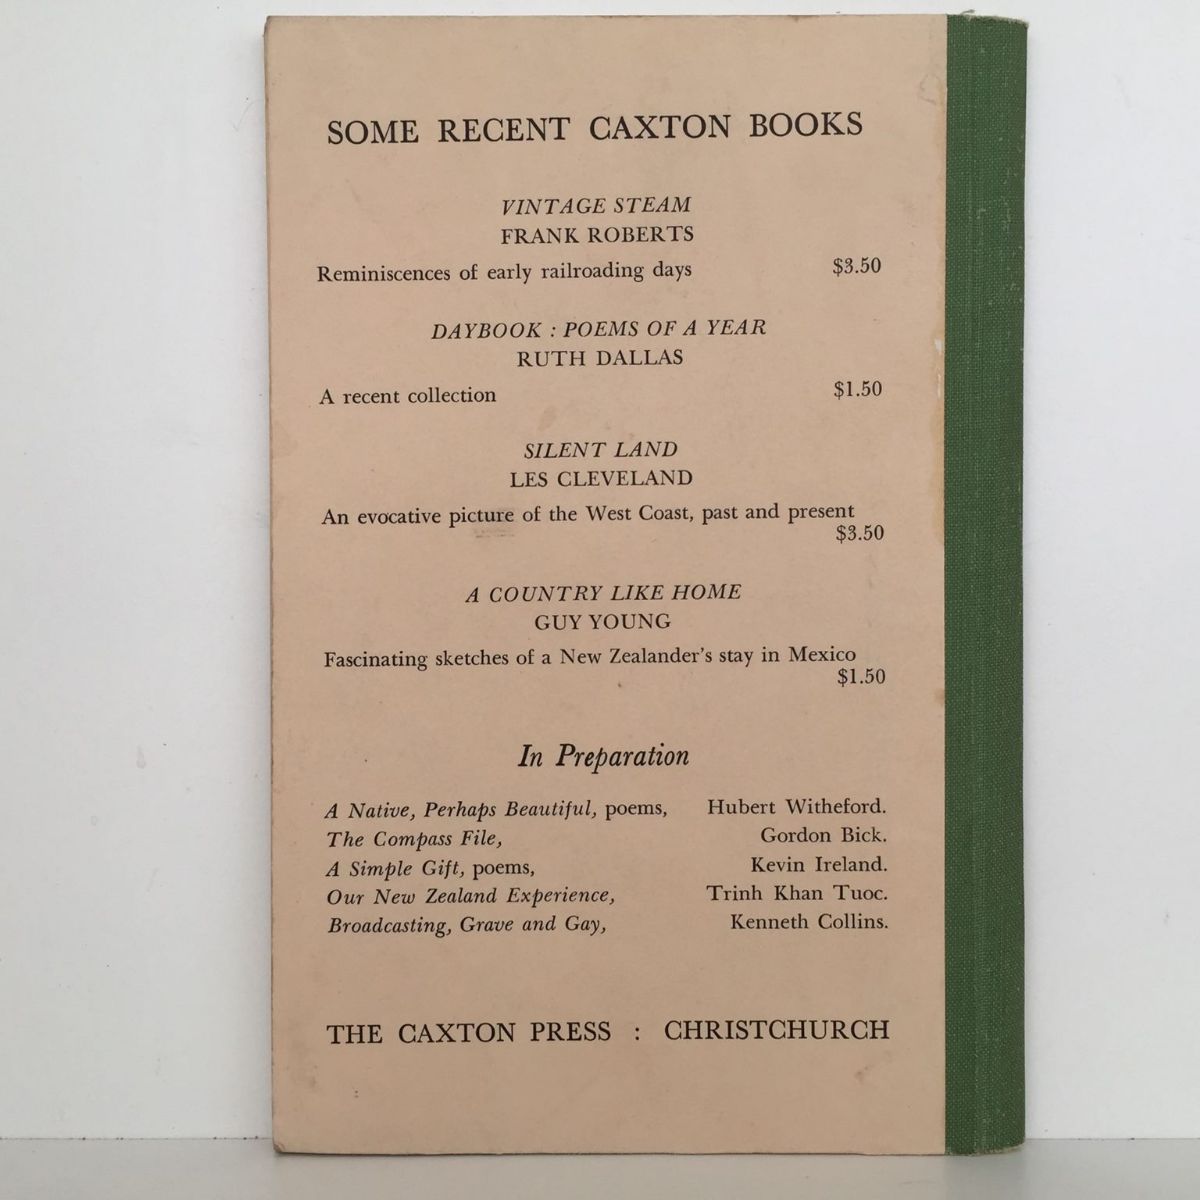 SOME RECENT CAXTON BOOKS
VINTAGE STEAM
FRANK ROBERTS
Reminiscences of early railroading days $3.50
DAYBOOK : POEMS OF A YEAR
RUTH DALLAS
A recent collection $1.50
SILENT LAND
LES CLEVELAND
An evocative picture of the West Coast, past and present
$3.50
A COUNTRY LIKE HOME
GUY YOUNG
Fascinating sketches of a New Zealander's stay in Mexico
$1.50
In Preparation
A Native, Perhaps Beautiful, poems, Hubert Witheford.
The Compass File, Gordon Bick.
A Simple Gift, poems, Kevin Ireland.
Our New Zealand Experience, Trinh Khan Tuoc.
Broadcasting, Grave and Gay, Kenneth Collins.
THE CAXTON PRESS : CHRISTCHURCH